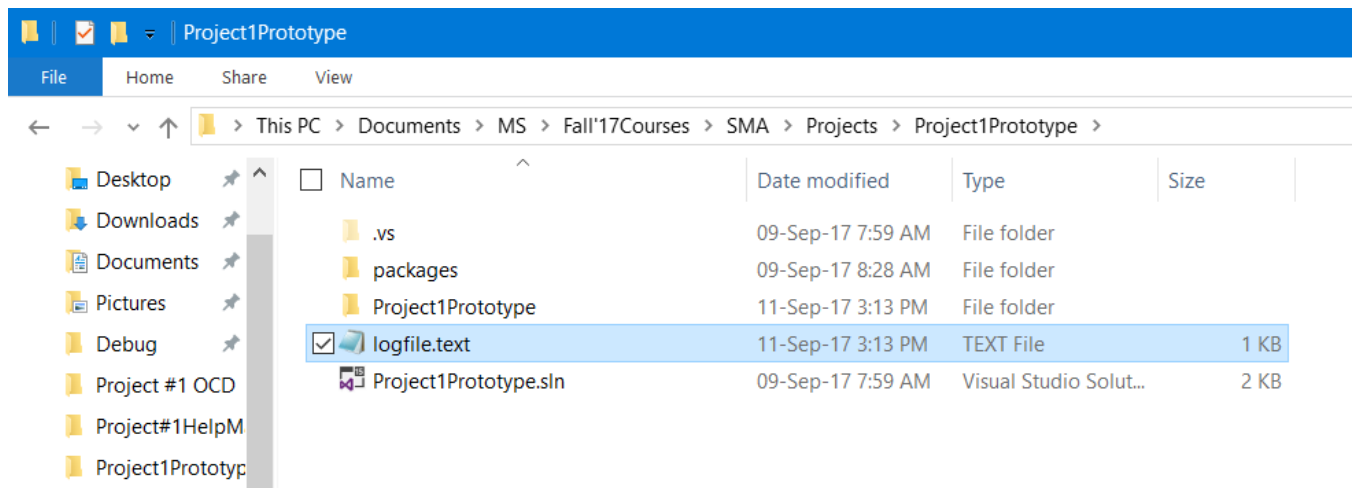 Project1Prototype
File Home Share View
This PC > Documents > MS > Fall'17Courses > SMA > Projects > Project1Prototype >
Desktop
Downloads
Documents
Pictures
Debug
Project #1 OCD
Project#1HelpM
Project1Prototyp
Name Date modified Type Size
.vs 09-Sep-17 7:59 AM File folder
packages 09-Sep-17 8:28 AM File folder
Project1Prototype 11-Sep-17 3:13 PM File folder
logfile.text 11-Sep-17 3:13 PM TEXT File 1 KB
Project1Prototype.sln 09-Sep-17 7:59 AM Visual Studio Solut... 2 KB